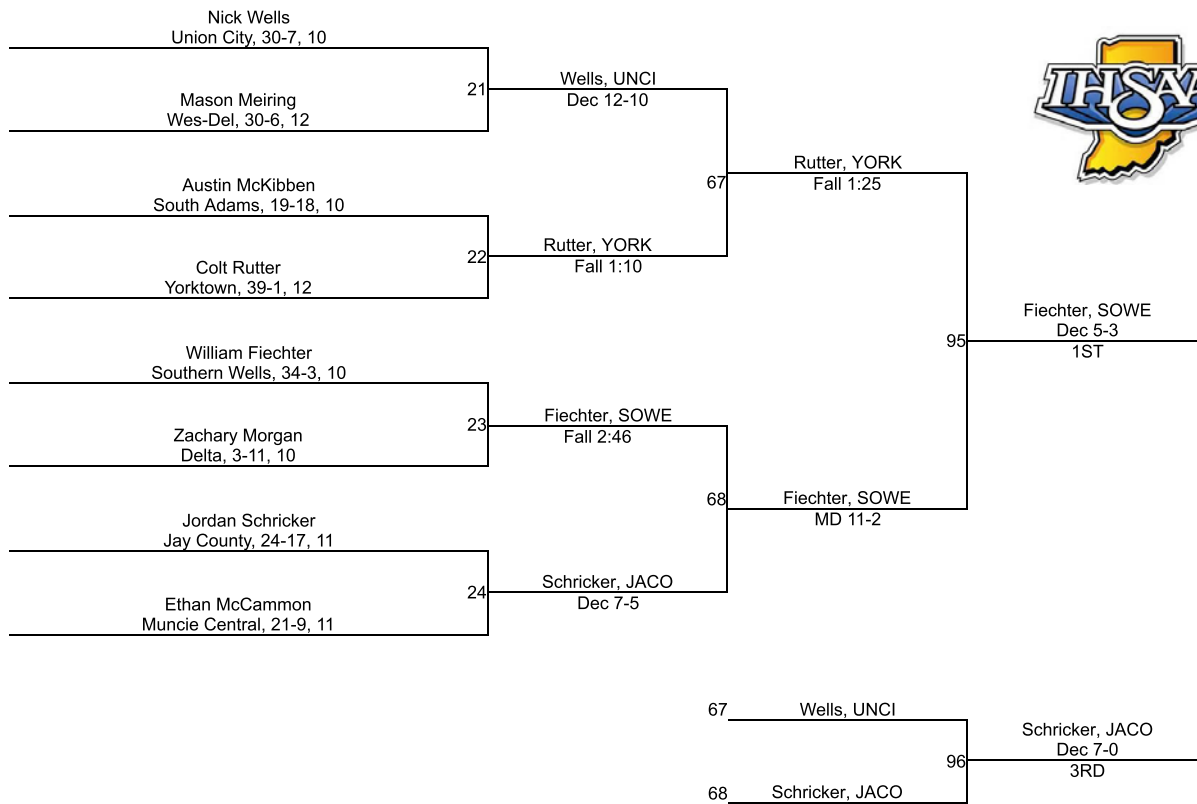 Nick Wells
Union City, 30-7, 10
21
Wells, UNCI
Dec 12-10
Mason Meiring
Wes-Del, 30-6, 12
IHSAA
67
Rutter, YORK
Fall 1:25
Austin McKibben
South Adams, 19-18, 10
22
Rutter, YORK
Fall 1:10
Colt Rutter
Yorktown, 39-1, 12
95
Fiechter, SOWE
Dec 5-3
1ST
William Fiechter
Southern Wells, 34-3, 10
23
Fiechter, SOWE
Fall 2:46
Zachary Morgan
Delta, 3-11, 10
68
Fiechter, SOWE
MD 11-2
Jordan Schricker
Jay County, 24-17, 11
24
Schricker, JACO
Dec 7-5
Ethan McCammon
Muncie Central, 21-9, 11
67
Wells, UNCI
96
Schricker, JACO
Dec 7-0
3RD
68
Schricker, JACO